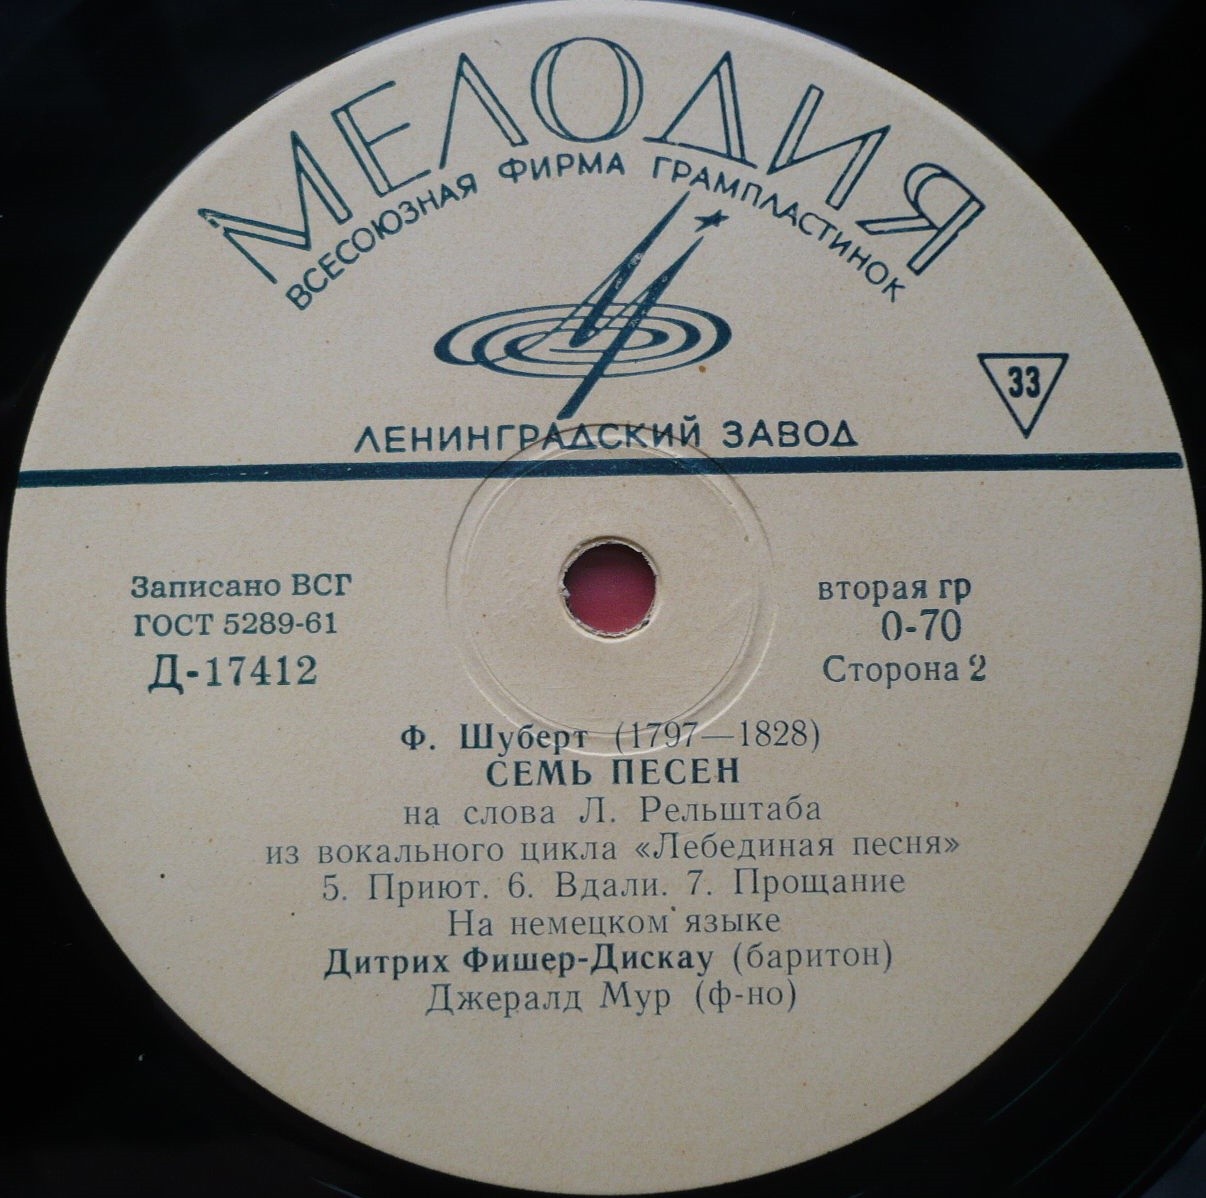 МЕЛОДИЯ
ВСЕСОЮЗНАЯ ФИРМА ГРАМПЛАСТИНОК
33
ЛЕНИНГРАДСКИЙ ЗАВОД
Записано ВСГ
ГОСТ 5289-61
Д-17412
вторая гр
0-70
Сторона 2
Ф. Шуберт (1797—1828)
СЕМЬ ПЕСЕН
на слова Л. Рельштаба
из вокального цикла «Лебединая песня»
5. Приют. 6. Вдали. 7. Прощание
На немецком языке
Дитрих Фишер-Дискау (баритон)
Джералд Мур (ф-но)